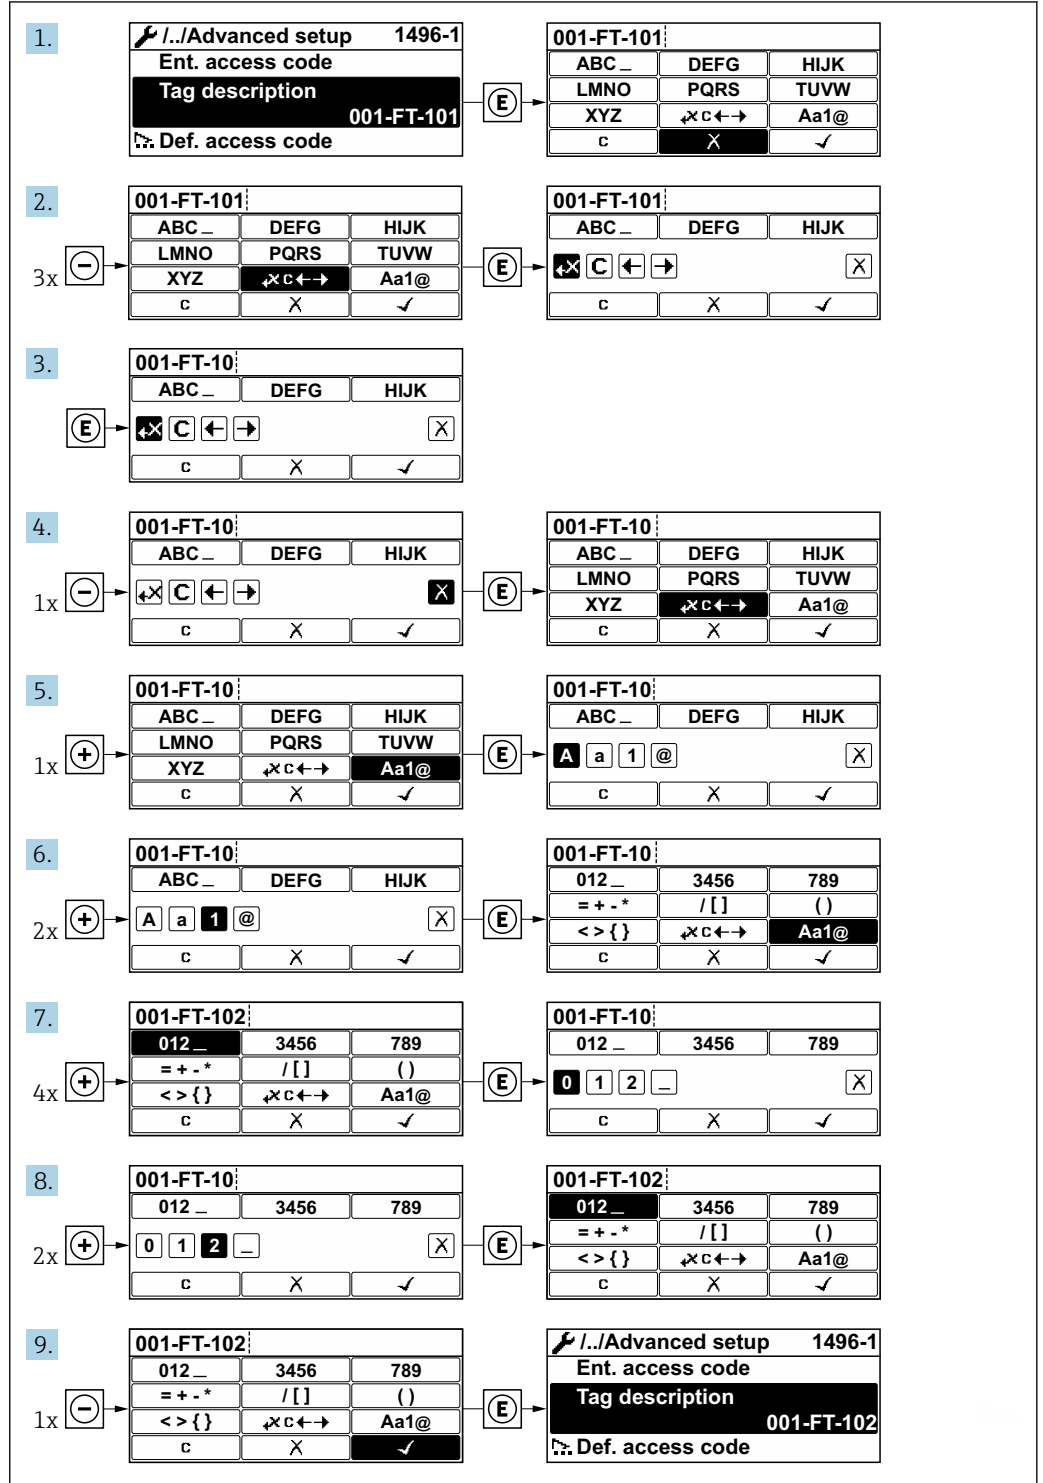 1.
/../Advanced setup 1496-1
Ent. access code
Tag description
001-FT-101
Def. access code
E
001-FT-101
ABC_ DEFG HIJK
LMNO PQRS TUVW
XYZ C Aa1@
C X ✓
2.
3x
001-FT-101
ABC_ DEFG HIJK
LMNO PQRS TUVW
XYZ C Aa1@
C X ✓
E
001-FT-101
ABC_ DEFG HIJK
C X
C X ✓
3.
E
001-FT-10
ABC_ DEFG HIJK
C X
C X ✓
4.
1x
001-FT-10
ABC_ DEFG HIJK
C X
C X ✓
E
001-FT-10
ABC_ DEFG HIJK
LMNO PQRS TUVW
XYZ C Aa1@
C X ✓
5.
1x
001-FT-10
ABC_ DEFG HIJK
LMNO PQRS TUVW
XYZ C Aa1@
C X ✓
E
001-FT-10
ABC_ DEFG HIJK
A a 1 @ X
C X ✓
6.
2x
001-FT-10
ABC_ DEFG HIJK
A a 1 @ X
C X ✓
E
001-FT-10
012_ 3456 789
= + - * / [ ] ( )
< > { } C Aa1@
C X ✓
7.
4x
001-FT-102
012_ 3456 789
= + - * / [ ] ( )
< > { } C Aa1@
C X ✓
E
001-FT-10
012_ 3456 789
0 1 2 _ X
C X ✓
8.
2x
001-FT-10
012_ 3456 789
0 1 2 _ X
C X ✓
E
001-FT-102
012_ 3456 789
= + - * / [ ] ( )
< > { } C Aa1@
C X ✓
9.
1x
001-FT-102
012_ 3456 789
= + - * / [ ] ( )
< > { } C Aa1@
C X ✓
E
/../Advanced setup 1496-1
Ent. access code
Tag description
001-FT-102
Def. access code